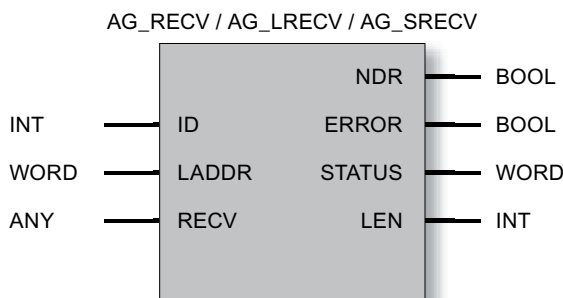 AG_RECV / AG_LRECV / AG_SRECV
NDR BOOL
INT ID ERROR BOOL
WORD LADDR STATUS WORD
ANY RECV LEN INT